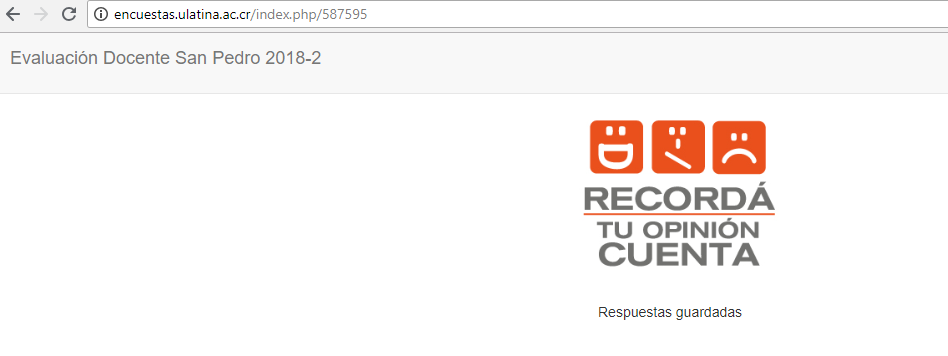 encuestas.ulatina.ac.cr/index.php/587595
Evaluación Docente San Pedro 2018-2
RECORDÁ
TU OPINIÓN
CUENTA
Respuestas guardadas